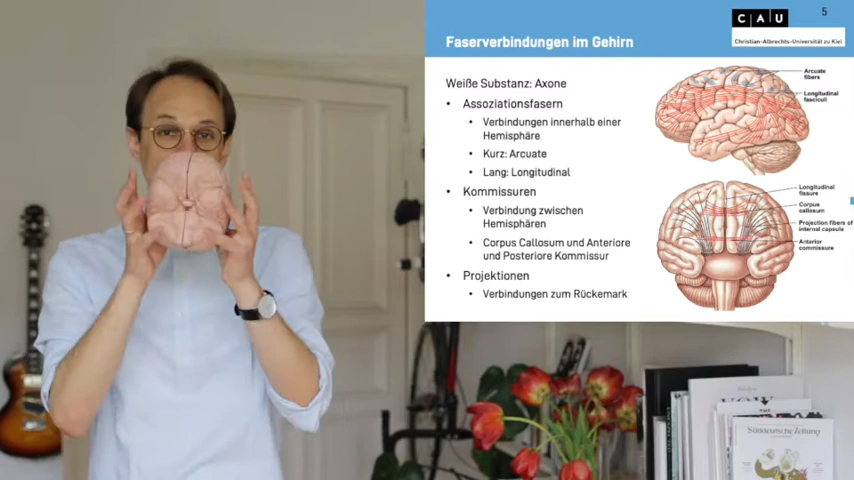 5
C A U
Christian-Albrechts-Universität zu Kiel
Faserverbindungen im Gehirn
Weiße Substanz: Axone
• Assoziationsfasern
• Verbindungen innerhalb einer
Hemisphäre
• Kurz: Arcuate
• Lang: Longitudinal
• Kommissuren
• Verbindung zwischen
Hemisphären
• Corpus Callosum und Anteriore
und Posteriore Kommissur
• Projektionen
• Verbindungen zum Rückemark
Arcuate
fibers
Longitudinal
fasciculi
Longitudinal
fissure
Corpus
callosum
Projection fibers of
internal capsule
Anterior
commissure
Süddeutsche Zeitung